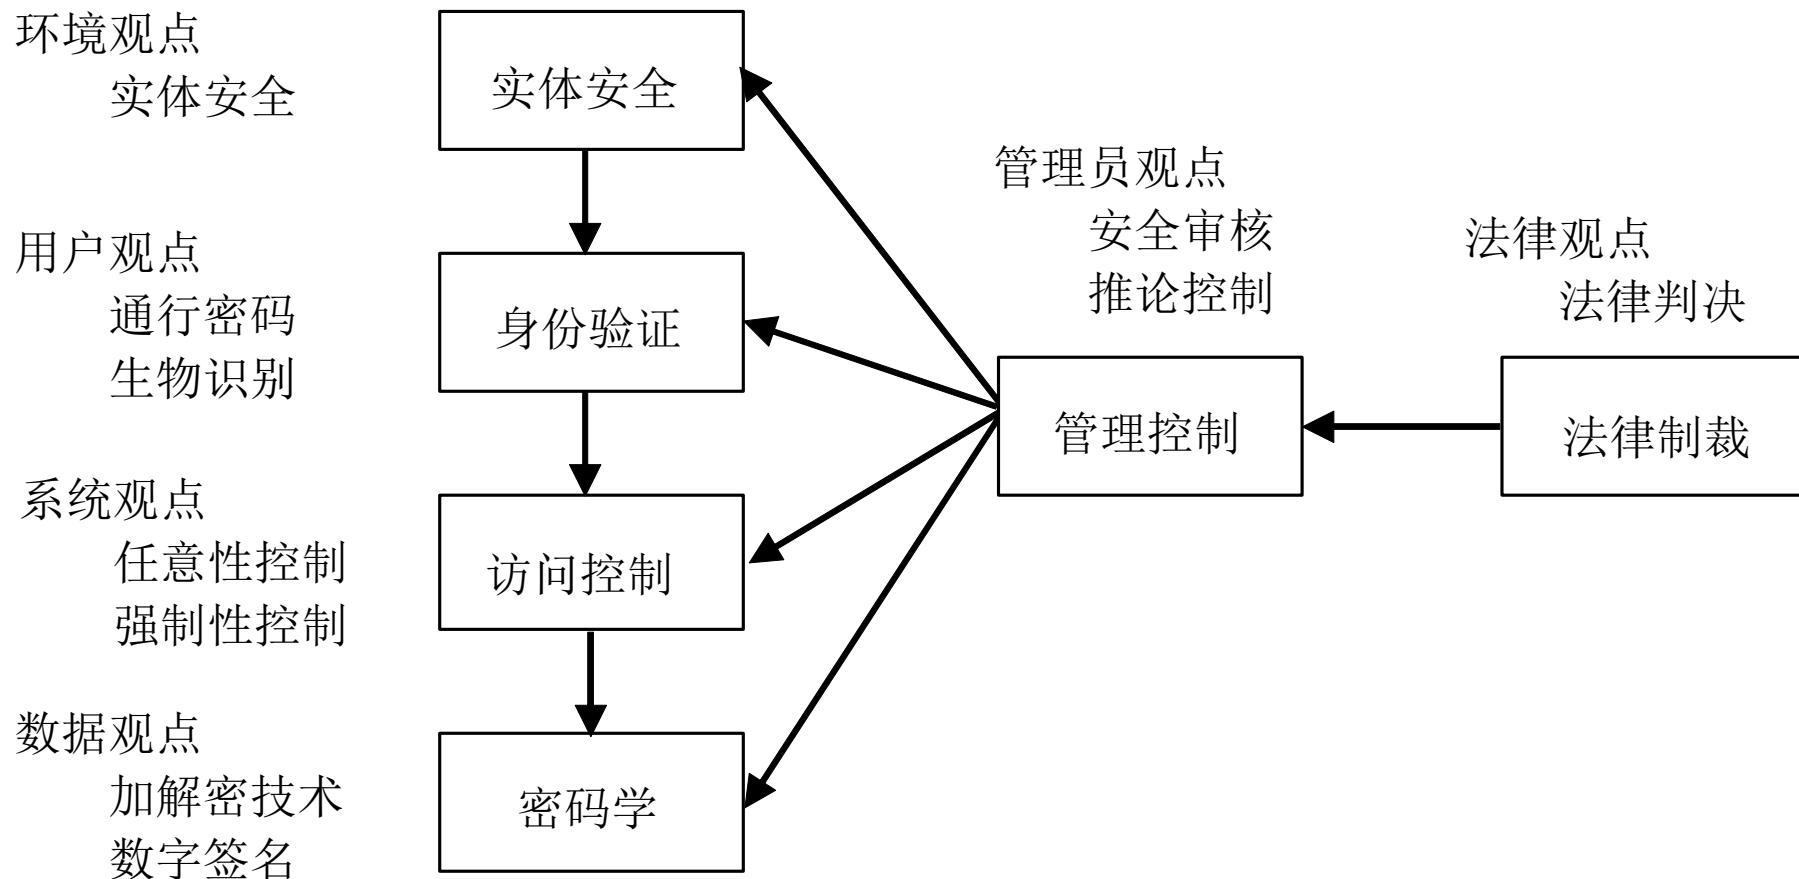 环境观点
实体安全
实体安全
用户观点
通行密码
生物识别
身份验证
系统观点
任意性控制
强制性控制
访问控制
数据观点
加解密技术
数字签名
密码学
管理员观点
安全审核
推论控制
管理控制
法律观点
法律判决
法律制裁